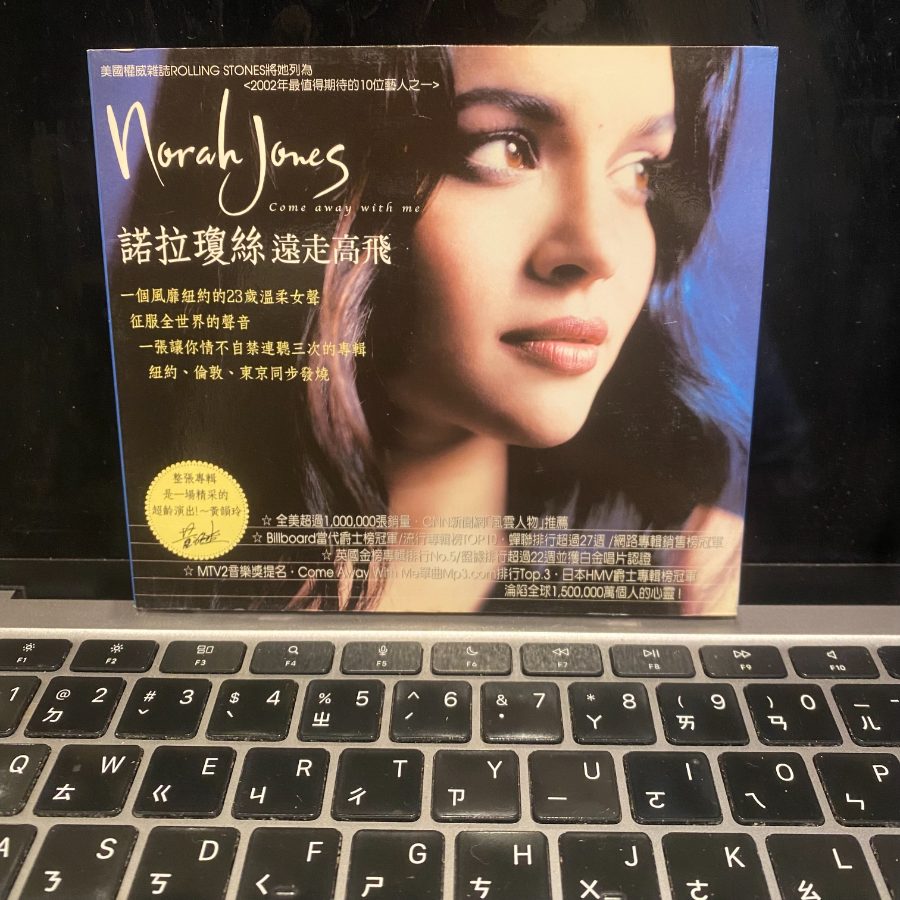 美國權威雜誌ROLLING STONES將她列為
<2002年最值得期待的10位藝人之一>
Norah Jones
Come away with me
諾拉瓊絲 遠走高飛
一個風靡紐約的23歲溫柔女聲
征服全世界的聲音
一張讓你情不自禁連聽三次的專輯
紐約、倫敦、東京同步發燒
整張專輯
是一場精采的
超齡演出!~黃韻玲
☆ 全美超過1,000,000張銷量．CNN新聞網「風雲人物」推薦
☆ Billboard當代爵士榜冠軍/流行專輯榜TOP10．蟬聯排行超過27週 /網路專輯銷售榜冠軍
☆ 英國金榜專輯排行No.5/盤據排行超過22週並獲白金唱片認證
☆ MTV2音樂獎提名．Come Away With Me單曲Mp3.com排行Top.3．日本HMV爵士專輯榜冠軍
淪陷全球1,500,000萬個人的心靈！
F1 F2 F3 F4 F5 F6 F7 F8 F9 F10
1 @ 2 ㄉ # 3 ˇ $ 4 ˋ % 5 ㄓ ^ 6 ˊ & 7 ˙ * 8 ㄚ ( 9 ㄞ ) 0 ㄢ ㄦ
Q W ㄊ E ㄍ R ㄐ T ㄔ Y ㄗ U ㄧ I ㄛ O ㄟ P ㄣ
A S ㄋ D ㄎ F ㄑ G ㄕ H ㄘ J ㄨ K ㄜ L